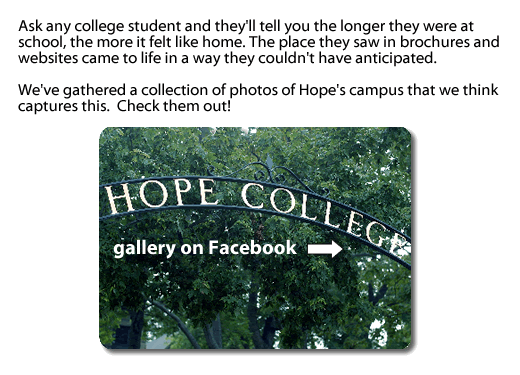 Ask any college student and they'll tell you the longer they were at
school, the more it felt like home. The place they saw in brochures and
websites came to life in a way they couldn't have anticipated.
We've gathered a collection of photos of Hope's campus that we think
captures this.  Check them out!
HOPE COLLEGE
gallery on Facebook